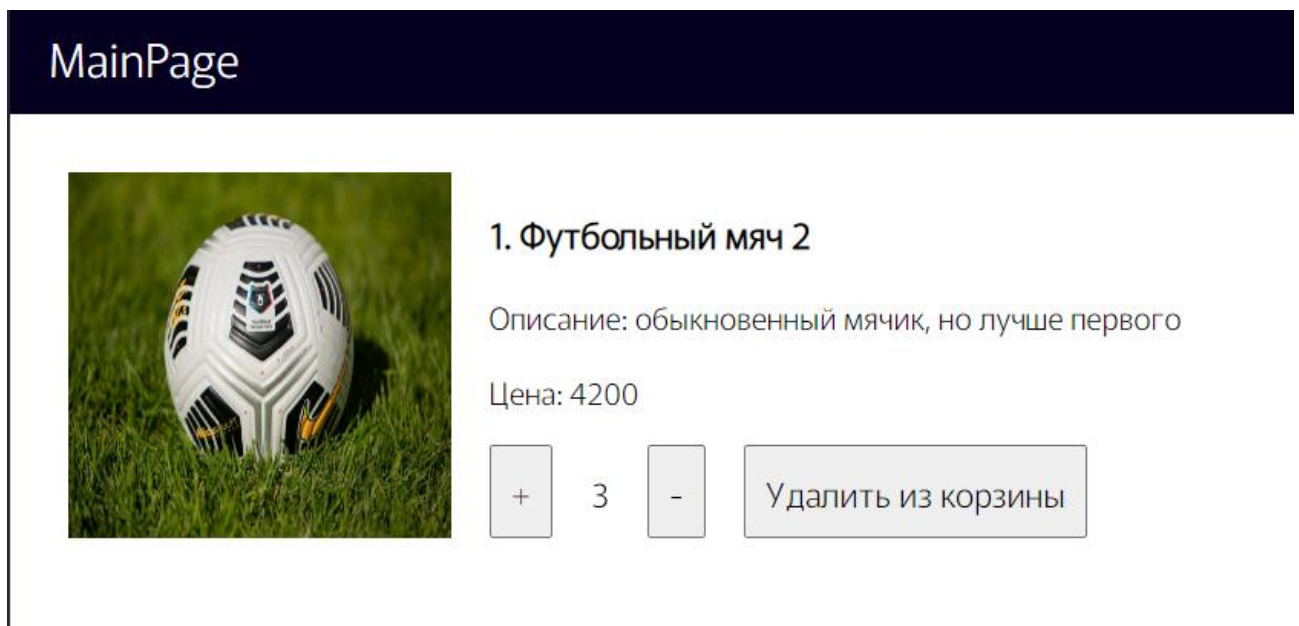 MainPage
1. Футбольный мяч 2
Описание: обыкновенный мячик, но лучше первого
Цена: 4200
+ 3 - Удалить из корзины